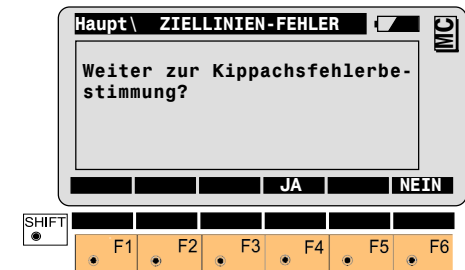 Haupt\ ZIELLINIEN-FEHLER
MC
Weiter zur Kippachsfehlerbe-
stimmung?
JA NEIN
SHIFT
F1 F2 F3 F4 F5 F6